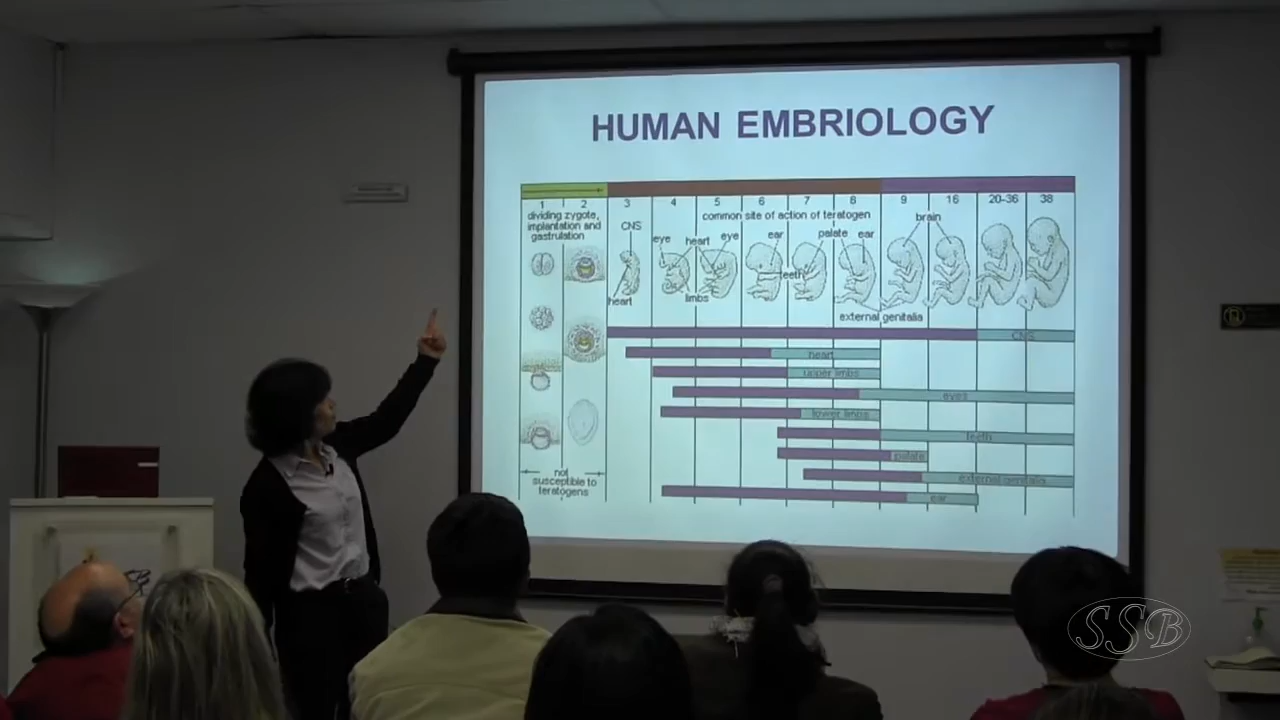 HUMAN EMBRIOLOGY
1 2 3 4 5 6 7 8 9 16 20-36 38
dividing zygote,
implantation and
gastrulation
common site of action of teratogen
CNS
eye
heart
eye
ear
palate
ear
brain
teeth
heart
limbs
external genitalia
CNS
heart
upper limbs
eyes
lower limbs
teeth
palate
external genitalia
ear
not
susceptible to
teratogens
SSB